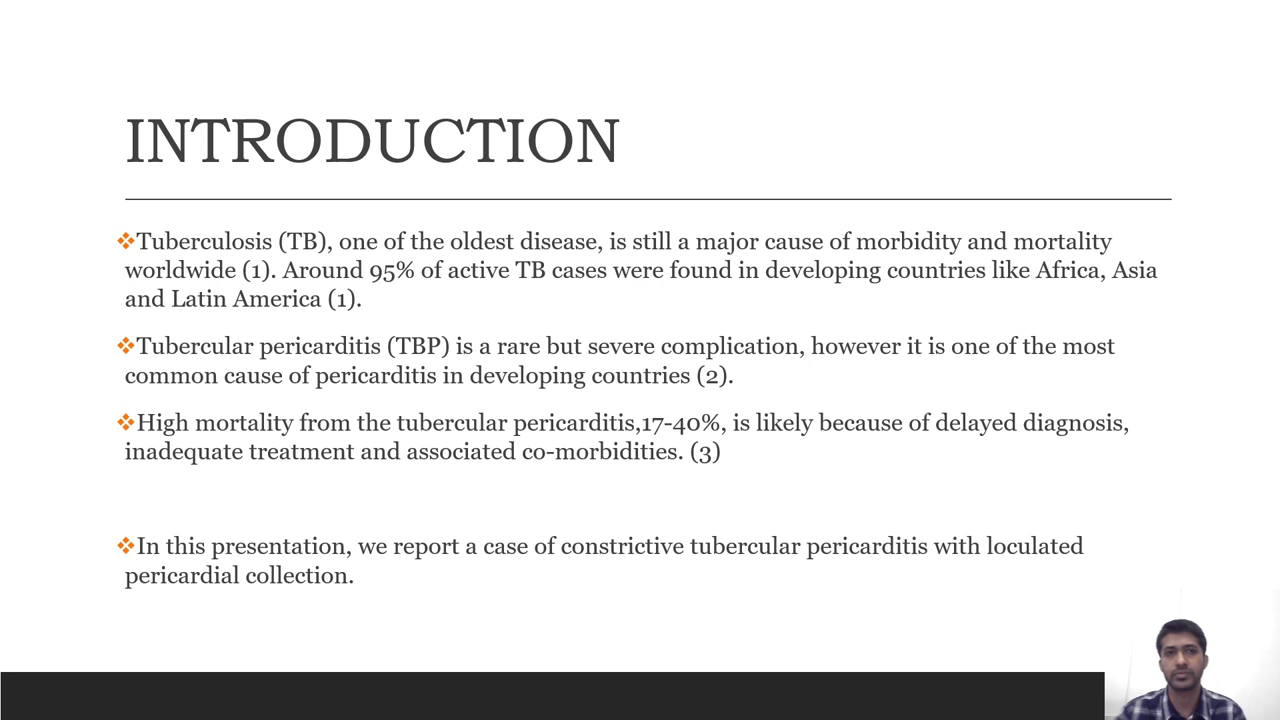 INTRODUCTION
❖Tuberculosis (TB), one of the oldest disease, is still a major cause of morbidity and mortality
worldwide (1). Around 95% of active TB cases were found in developing countries like Africa, Asia
and Latin America (1).
❖Tubercular pericarditis (TBP) is a rare but severe complication, however it is one of the most
common cause of pericarditis in developing countries (2).
❖High mortality from the tubercular pericarditis,17-40%, is likely because of delayed diagnosis,
inadequate treatment and associated co-morbidities. (3)
❖In this presentation, we report a case of constrictive tubercular pericarditis with loculated
pericardial collection.